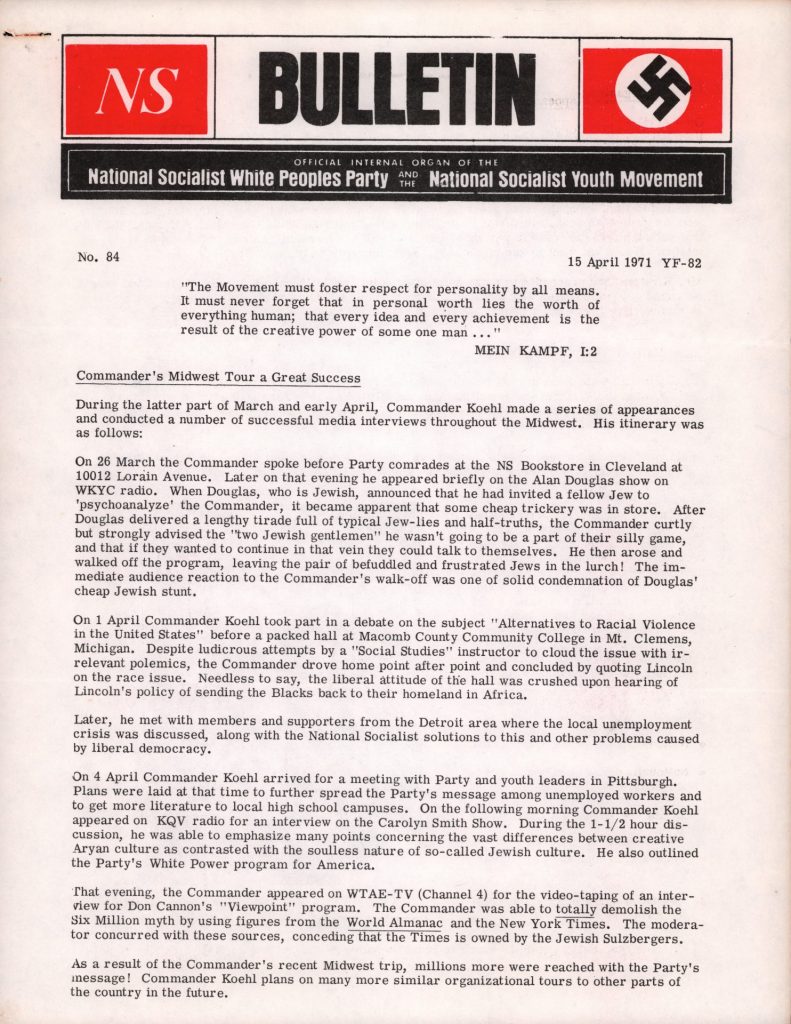 NS
BULLETIN
OFFICIAL INTERNAL ORGAN OF THE
National Socialist White Peoples Party AND THE National Socialist Youth Movement
No. 84
15 April 1971 YF-82
"The Movement must foster respect for personality by all means.
It must never forget that in personal worth lies the worth of
everything human; that every idea and every achievement is the
result of the creative power of some one man ..."
MEIN KAMPF, I:2
Commander's Midwest Tour a Great Success
During the latter part of March and early April, Commander Koehl made a series of appearances
and conducted a number of successful media interviews throughout the Midwest. His itinerary was
as follows:
On 26 March the Commander spoke before Party comrades at the NS Bookstore in Cleveland at
10012 Lorain Avenue. Later on that evening he appeared briefly on the Alan Douglas show on
WKYC radio. When Douglas, who is Jewish, announced that he had invited a fellow Jew to
'psychoanalyze' the Commander, it became apparent that some cheap trickery was in store. After
Douglas delivered a lengthy tirade full of typical Jew-lies and half-truths, the Commander curtly
but strongly advised the "two Jewish gentlemen" he wasn't going to be a part of their silly game,
and that if they wanted to continue in that vein they could talk to themselves. He then arose and
walked off the program, leaving the pair of befuddled and frustrated Jews in the lurch! The im-
mediate audience reaction to the Commander's walk-off was one of solid condemnation of Douglas'
cheap Jewish stunt.
On 1 April Commander Koehl took part in a debate on the subject "Alternatives to Racial Violence
in the United States" before a packed hall at Macomb County Community College in Mt. Clemens,
Michigan. Despite ludicrous attempts by a "Social Studies" instructor to cloud the issue with ir-
relevant polemics, the Commander drove home point after point and concluded by quoting Lincoln
on the race issue. Needless to say, the liberal attitude of the hall was crushed upon hearing of
Lincoln's policy of sending the Blacks back to their homeland in Africa.
Later, he met with members and supporters from the Detroit area where the local unemployment
crisis was discussed, along with the National Socialist solutions to this and other problems caused
by liberal democracy.
On 4 April Commander Koehl arrived for a meeting with Party and youth leaders in Pittsburgh.
Plans were laid at that time to further spread the Party's message among unemployed workers and
to get more literature to local high school campuses. On the following morning Commander Koehl
appeared on KQV radio for an interview on the Carolyn Smith Show. During the 1-1/2 hour dis-
cussion, he was able to emphasize many points concerning the vast differences between creative
Aryan culture as contrasted with the soulless nature of so-called Jewish culture. He also outlined
the Party's White Power program for America.
That evening, the Commander appeared on WTAE-TV (Channel 4) for the video-taping of an inter-
view for Don Cannon's "Viewpoint" program. The Commander was able to totally demolish the
Six Million myth by using figures from the World Almanac and the New York Times. The modera-
tor concurred with these sources, conceding that the Times is owned by the Jewish Sulzbergers.
As a result of the Commander's recent Midwest trip, millions more were reached with the Party's
message! Commander Koehl plans on many more similar organizational tours to other parts of
the country in the future.